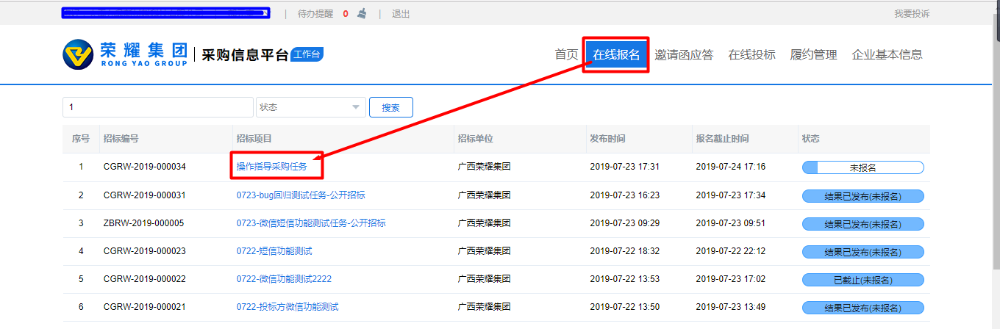 待办提醒 0 | 退出 我要投诉
荣耀集团 RONG YAO GROUP | 采购信息平台 工作台
首页 在线报名 邀请函应答 在线投标 履约管理 企业基本信息
1 状态 搜索
序号 招标编号 招标项目 招标单位 发布时间 报名截止时间 状态
1 CGRW-2019-000034 操作指导采购任务 广西荣耀集团 2019-07-23 17:31 2019-07-24 17:16 未报名
2 CGRW-2019-000031 0723-bug回归测试任务-公开招标 广西荣耀集团 2019-07-23 16:23 2019-07-23 17:34 结果已发布(未报名)
3 ZBRW-2019-000005 0723-微信短信功能测试任务-公开招标 广西荣耀集团 2019-07-23 09:29 2019-07-23 09:51 结果已发布(未报名)
4 CGRW-2019-000023 0722-短信功能测试 广西荣耀集团 2019-07-22 18:32 2019-07-22 22:12 结果已发布(未报名)
5 CGRW-2019-000022 0722-微信功能测试2222 广西荣耀集团 2019-07-22 13:53 2019-07-23 17:02 已截止(未报名)
6 CGRW-2019-000021 0722-投标方微信功能测试 广西荣耀集团 2019-07-22 13:50 2019-07-23 13:49 结果已发布(未报名)